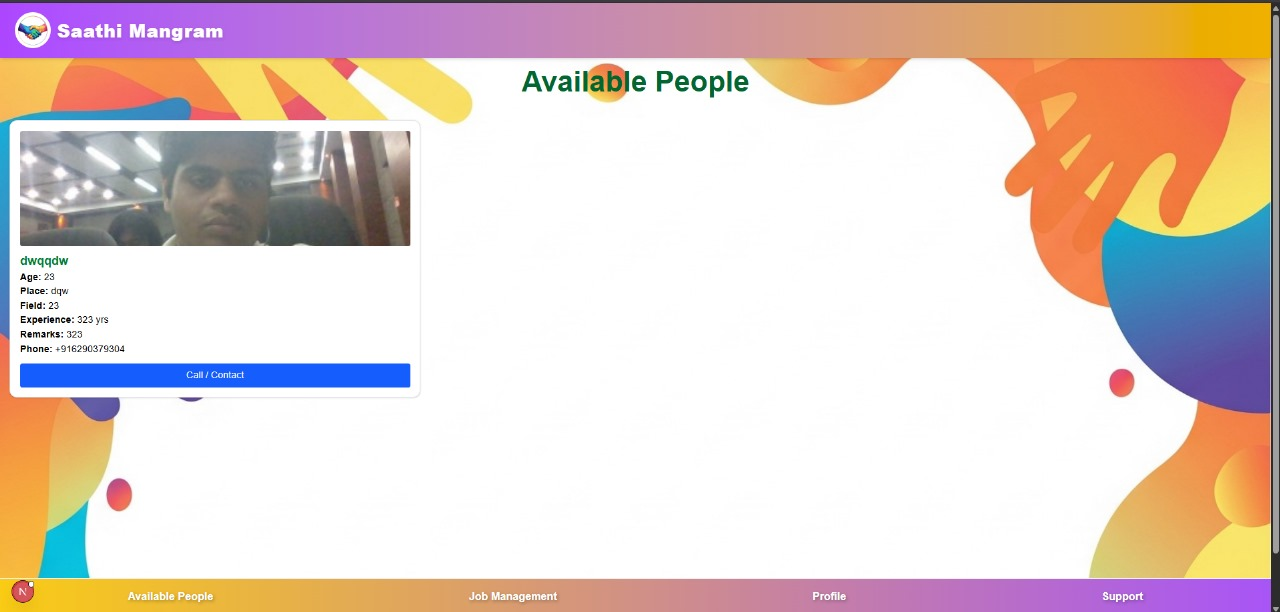 Saathi Mangram
Available People
dwqqdw
Age: 23
Place: dqw
Field: 23
Experience: 323 yrs
Remarks: 323
Phone: +916290379304
Call / Contact
N
Available People
Job Management
Profile
Support